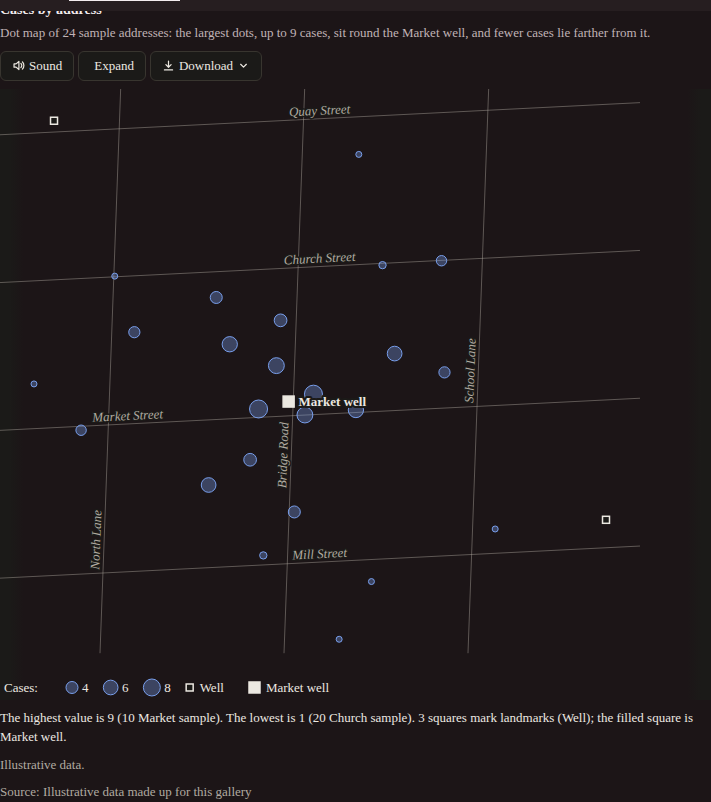 Cases by address
Dot map of 24 sample addresses: the largest dots, up to 9 cases, sit round the Market well, and fewer cases lie farther from it.
Sound
Expand
Download
Quay Street
Church Street
School Lane
Market well
Market Street
Bridge Road
North Lane
Mill Street
Cases:
4
6
8
Well
Market well
The highest value is 9 (10 Market sample). The lowest is 1 (20 Church sample). 3 squares mark landmarks (Well); the filled square is
Market well.
Illustrative data.
Source: Illustrative data made up for this gallery